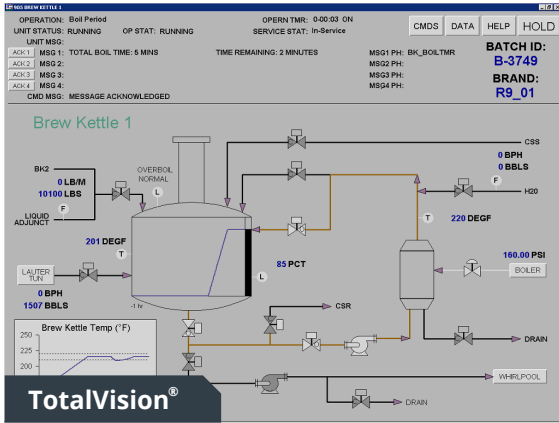 905 BREW KETTLE 1
OPERATION: Boil Period
OPERN TMR: 0-00:03 ON
UNIT STATUS: RUNNING OP STAT: RUNNING SERVICE STAT: In-Service
CMDS DATA HELP HOLD
UNIT MSG:
ACK 1 MSG 1: TOTAL BOIL TIME: 5 MINS TIME REMAINING: 2 MINUTES MSG1 PH: BK_BOILTMR
ACK 2 MSG 2: MSG2 PH:
ACK 3 MSG 3: MSG3 PH:
ACK 4 MSG 4: MSG4 PH:
CMD MSG: MESSAGE ACKNOWLEDGED
BATCH ID:
B-3749
BRAND:
R9_01
Brew Kettle 1
CSS
0 BPH
0 BBLS
BK2
0 LB/M
10100 LBS
F
LIQUID
ADJUNCT
OVERBOIL
NORMAL
L
F
H20
T
220 DEGF
201 DEGF
T
85 PCT
L
160.00 PSI
BOILER
LAUTER
TUN
0 BPH
1507 BBLS
-1 hr
CSR
DRAIN
Brew Kettle Temp (°F)
250
225
200
WHIRLPOOL
DRAIN
TotalVision®